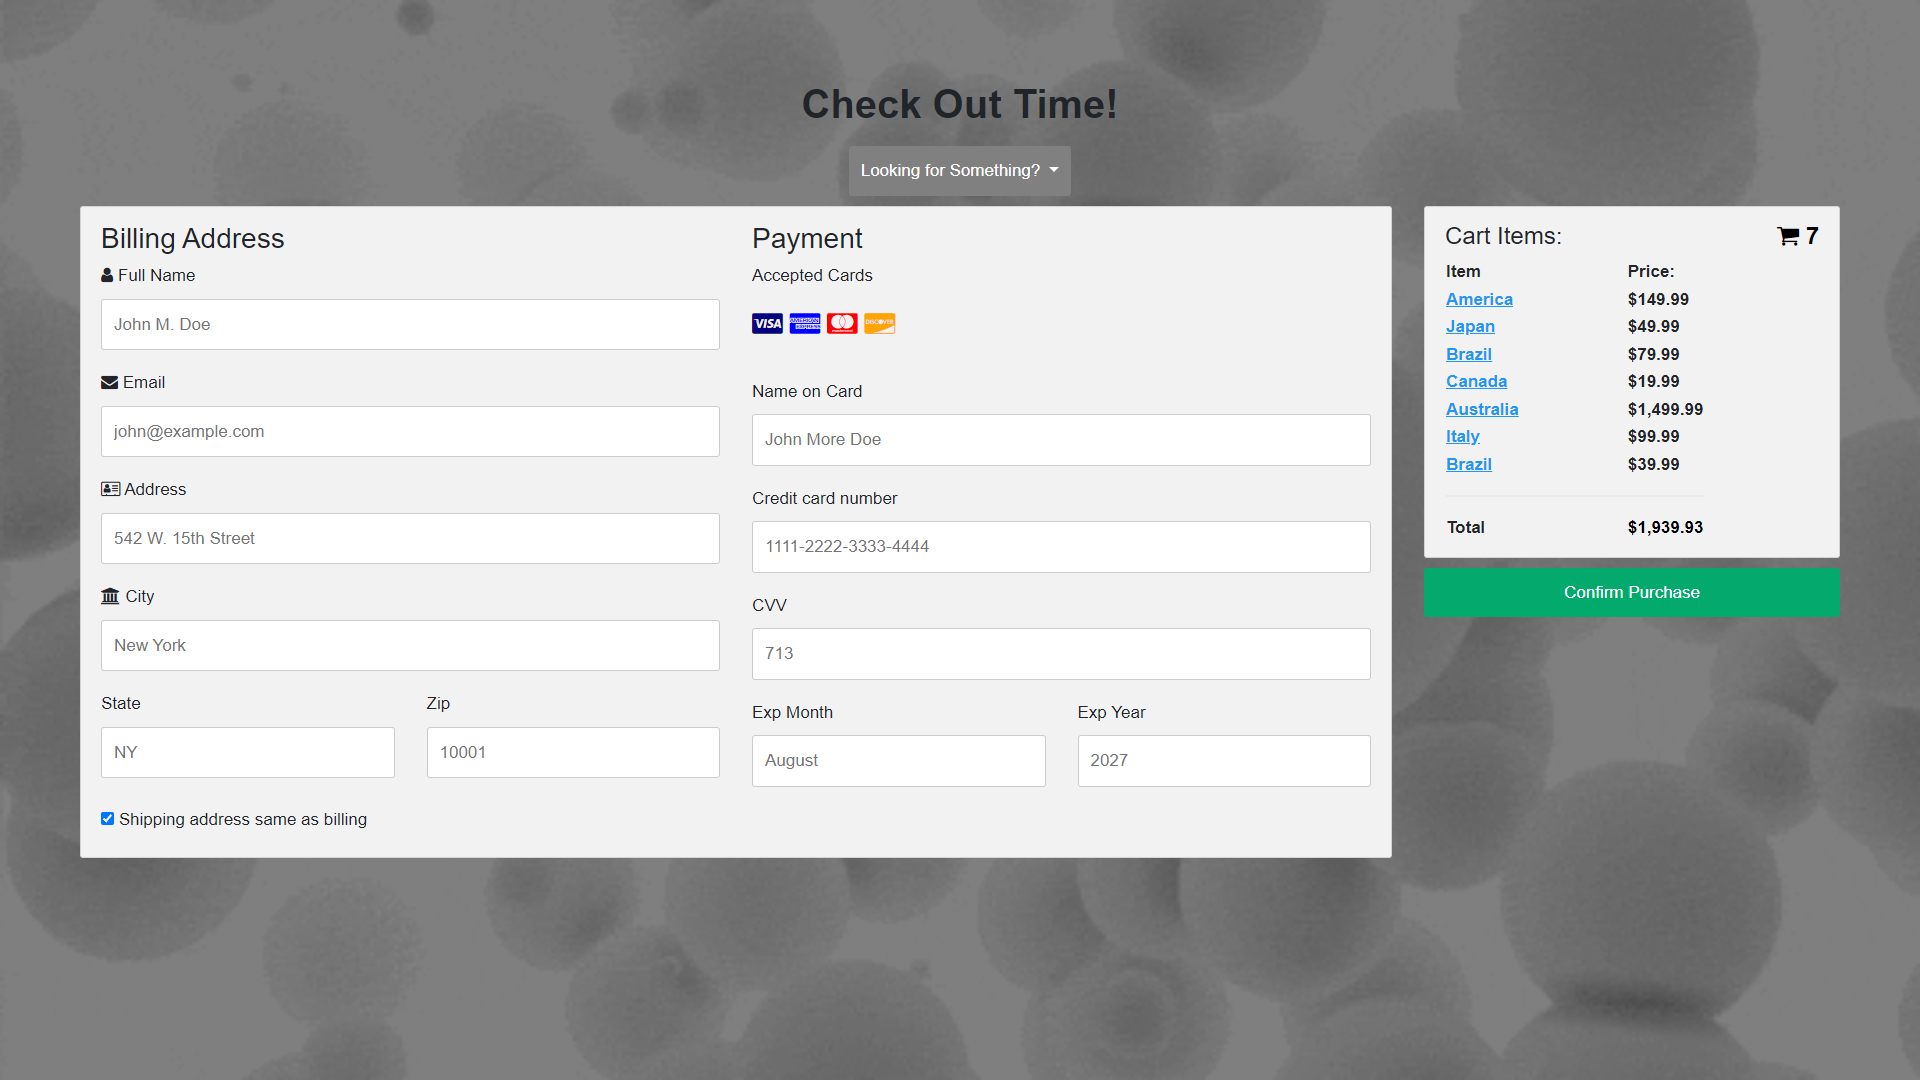 Check Out Time!
Looking for Something?
Billing Address
Full Name
John M. Doe
Email
john@example.com
Address
542 W. 15th Street
City
New York
State Zip
NY 10001
Shipping address same as billing
Payment
Accepted Cards
VISA AMERICAN EXPRESS mastercard DISCOVER
Name on Card
John More Doe
Credit card number
1111-2222-3333-4444
CVV
713
Exp Month Exp Year
August 2027
Cart Items: 7
Item Price:
America $149.99
Japan $49.99
Brazil $79.99
Canada $19.99
Australia $1,499.99
Italy $99.99
Brazil $39.99
Total $1,939.93
Confirm Purchase